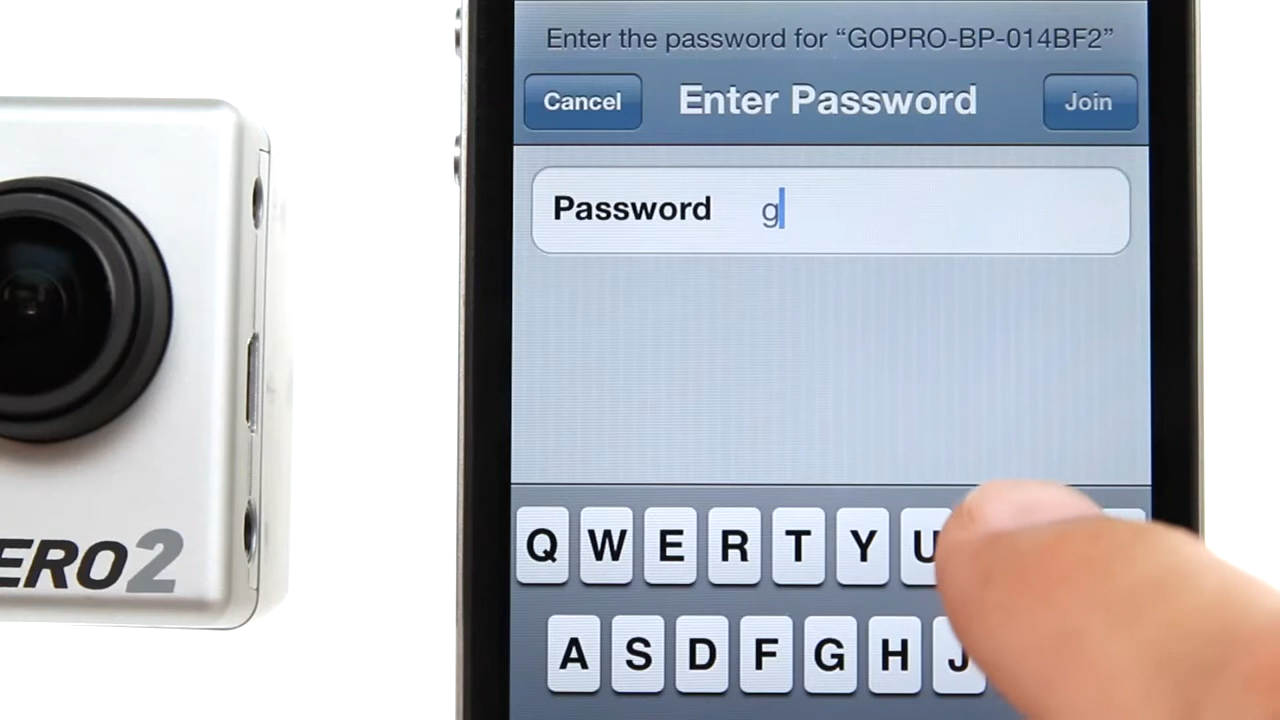 Enter the password for “GOPRO-BP-014BF2”
Cancel Enter Password Join
Password g
Q W E R T Y U
A S D F G H J
ERO2